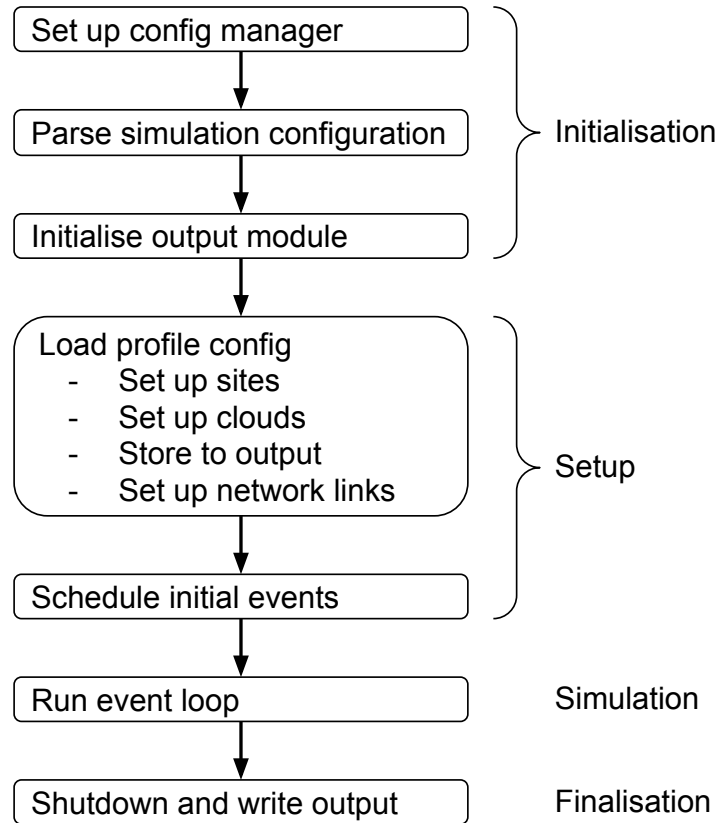 Set up config manager
Parse simulation configuration
Initialisation
Initialise output module
Load profile config
- Set up sites
- Set up clouds
- Store to output
- Set up network links
Setup
Schedule initial events
Run event loop
Simulation
Shutdown and write output
Finalisation